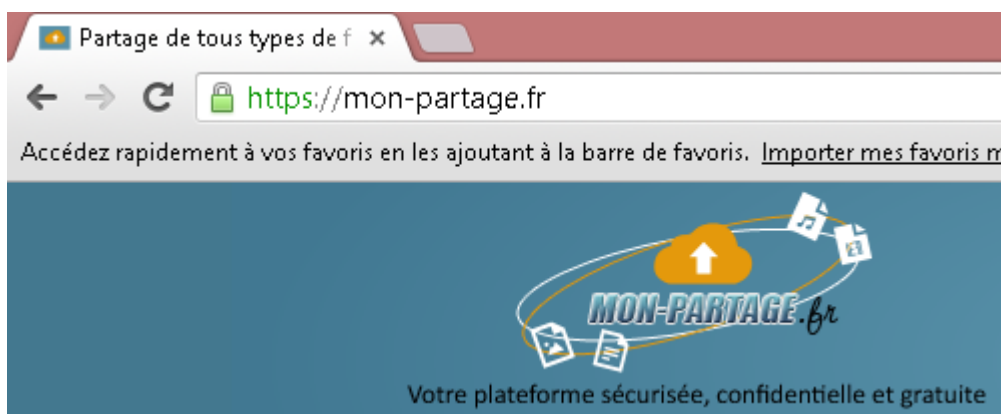 Partage de tous types de f
https://mon-partage.fr
Accédez rapidement à vos favoris en les ajoutant à la barre de favoris. Importer mes favoris m
MON-PARTAGE.fr
Votre plateforme sécurisée, confidentielle et gratuite